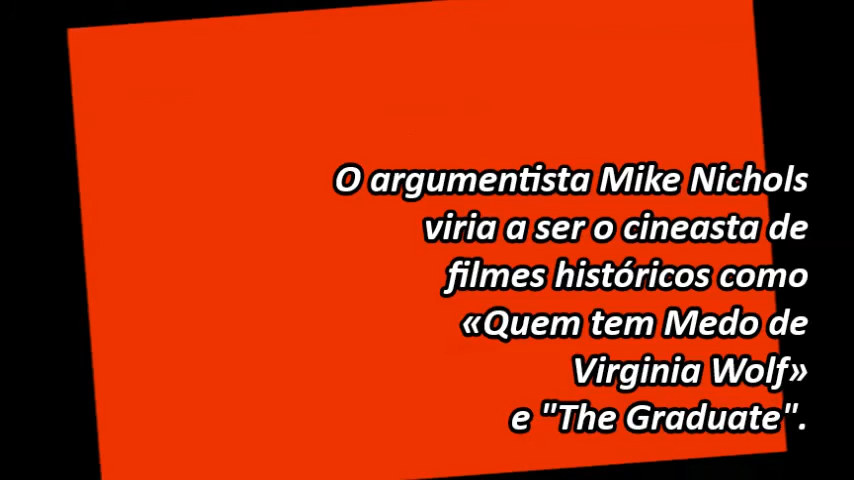 O argumentista Mike Nichols
viria a ser o cineasta de
filmes históricos como
«Quem tem Medo de
Virginia Wolf»
e "The Graduate".